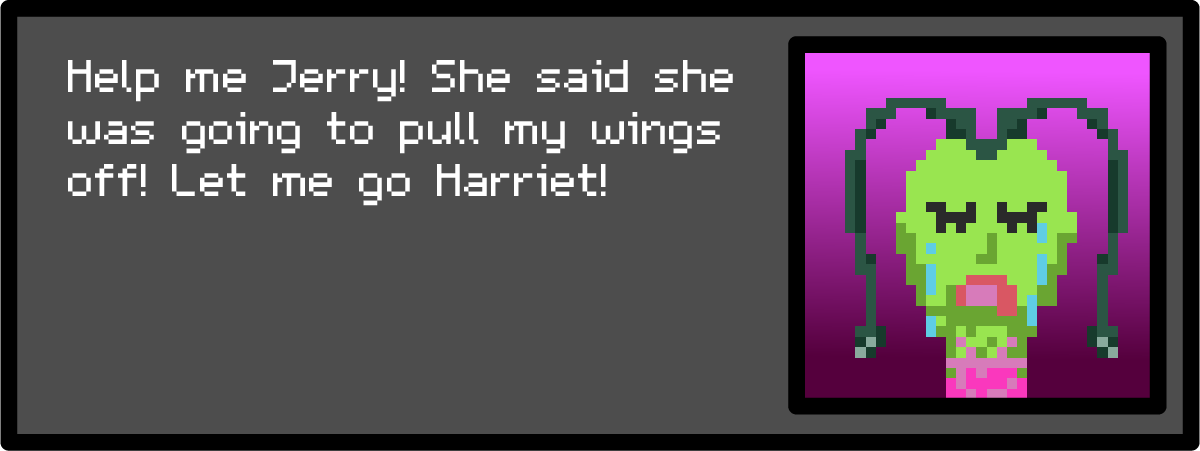 Help me Jerry! She said she
was going to pull my wings
off! Let me go Harriet!